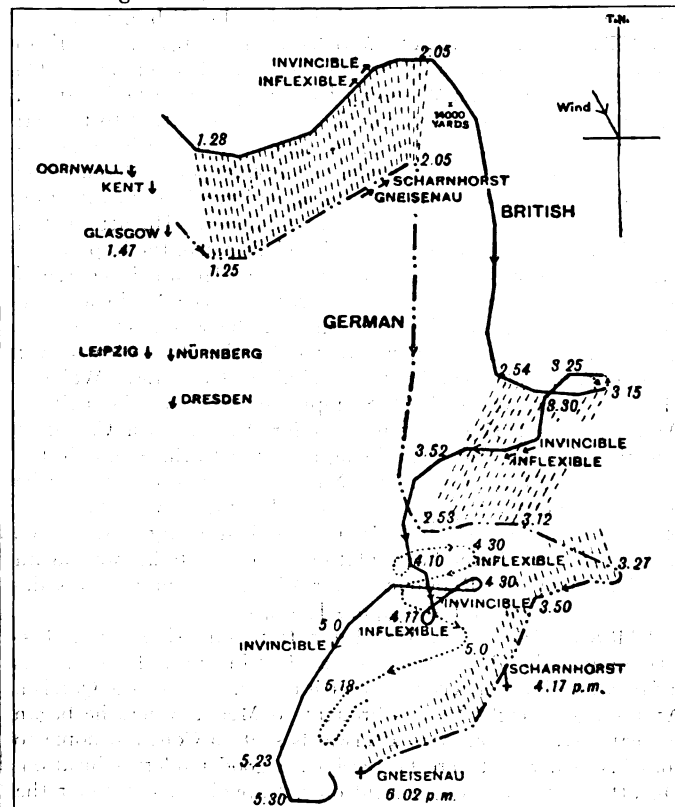 T.N.
INVINCIBLE
INFLEXIBLE
2.05
Wind
14000
YARDS
1.28
2.05
CORNWALL
KENT
SCHARNHORST
GNEISENAU
BRITISH
GLASGOW
1.47
1.25
GERMAN
LEIPZIG
NÜRNBERG
2.54
3.25
3.15
DRESDEN
3.30
3.52
INVINCIBLE
INFLEXIBLE
2.53
3.12
4.10
4.30
INFLEXIBLE
3.27
4.30
INVINCIBLE
3.50
4.17
INFLEXIBLE
5.0
INVINCIBLE
5.0
SCHARNHORST
4.17 p.m.
5.18
5.23
5.30
GNEISENAU
6.02 p.m.